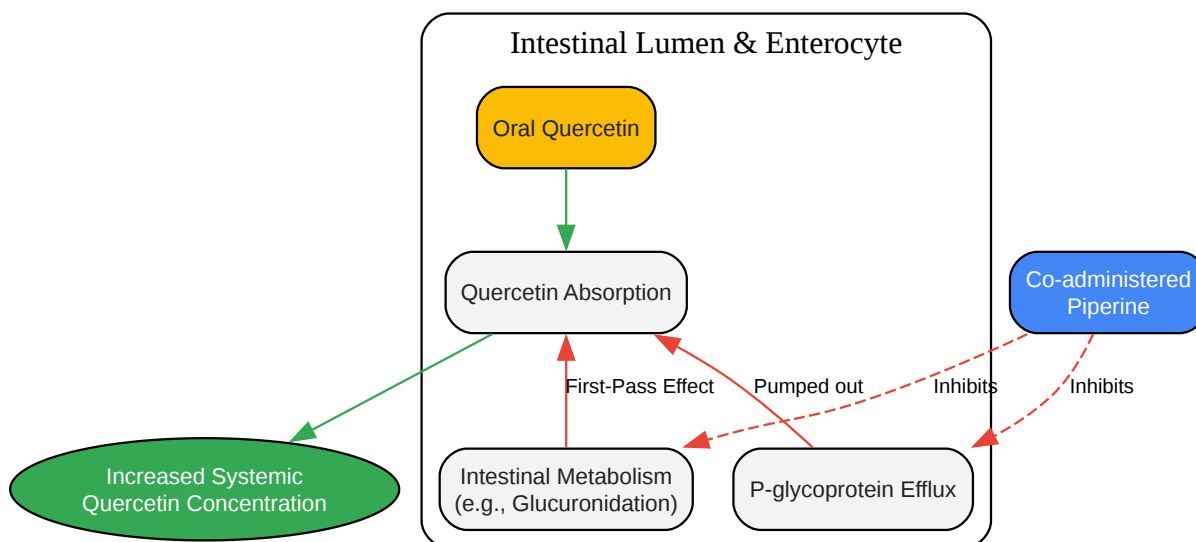 Intestinal Lumen & Enterocyte
Oral Quercetin
Quercetin Absorption
Co-administered
Piperine
First-Pass Effect
Pumped out
Inhibits
Inhibits
Increased Systemic
Quercetin Concentration
Intestinal Metabolism
(e.g., Glucuronidation)
P-glycoprotein Efflux